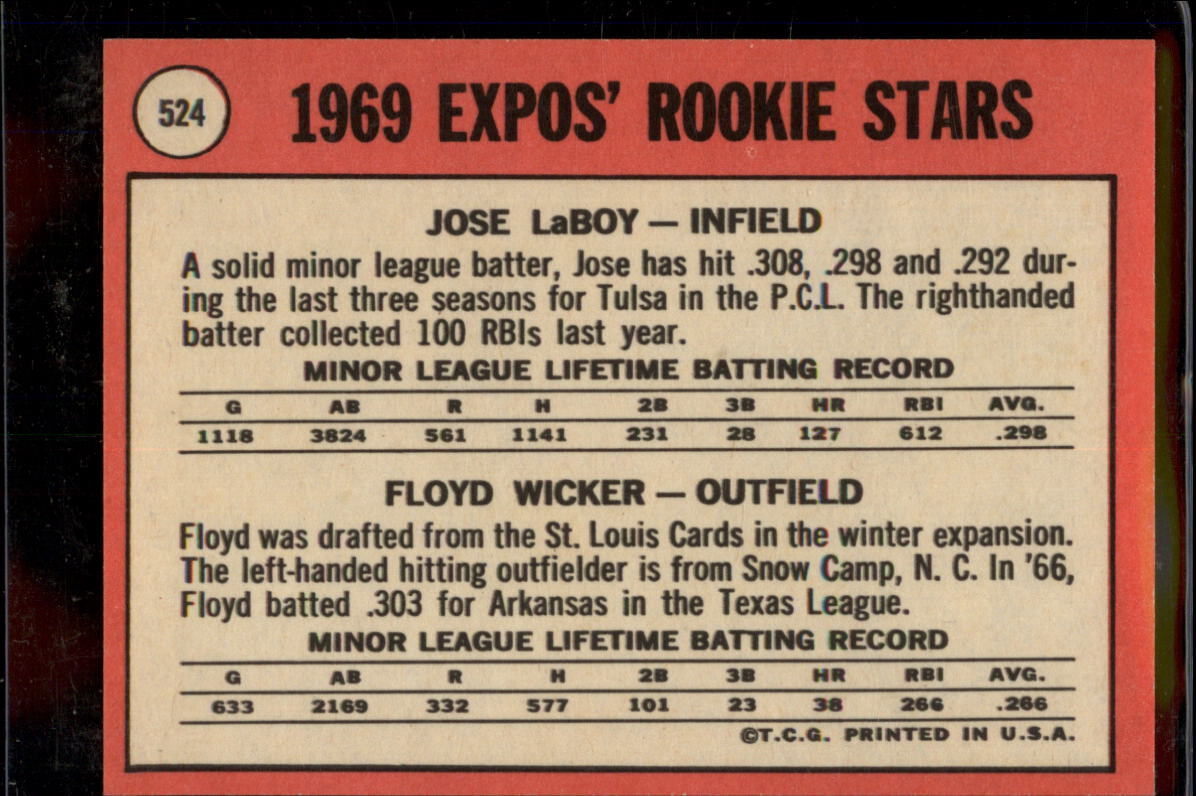 524
1969 EXPOS' ROOKIE STARS
JOSE LaBOY — INFIELD
A solid minor league batter, Jose has hit .308, .298 and .292 dur-
ing the last three seasons for Tulsa in the P.C.L. The righthanded
batter collected 100 RBIs last year.
MINOR LEAGUE LIFETIME BATTING RECORD
G AB R H 2B 3B HR RBI AVG.
1118 3824 561 1141 231 28 127 612 .298
FLOYD WICKER — OUTFIELD
Floyd was drafted from the St. Louis Cards in the winter expansion.
The left-handed hitting outfielder is from Snow Camp, N. C. In '66,
Floyd batted .303 for Arkansas in the Texas League.
MINOR LEAGUE LIFETIME BATTING RECORD
G AB R H 2B 3B HR RBI AVG.
633 2169 332 577 101 23 38 266 .266
©T.C.G. PRINTED IN U.S.A.